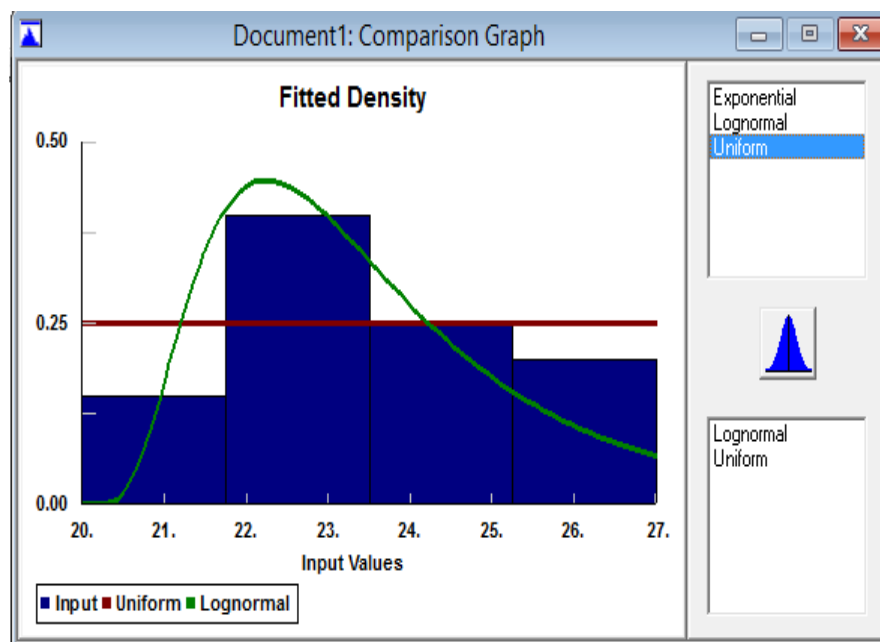 Document1: Comparison Graph
Fitted Density
0.50
0.25
0.00
20. 21. 22. 23. 24. 25. 26. 27.
Input Values
Input Uniform Lognormal
Exponential
Lognormal
Uniform
Lognormal
Uniform